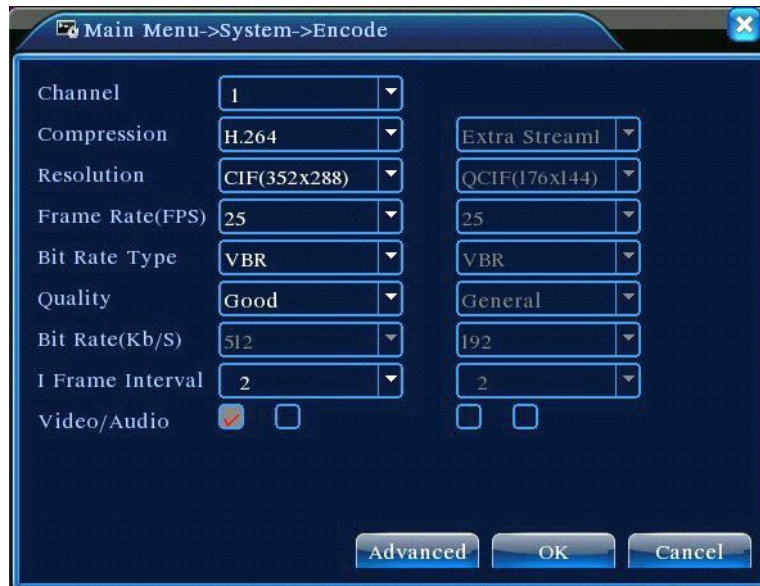 Main Menu->System->Encode
Channel 1
Compression H.264 Extra Stream1
Resolution CIF(352x288) QCIF(176x144)
Frame Rate(FPS) 25 25
Bit Rate Type VBR VBR
Quality Good General
Bit Rate(Kb/S) 512 192
I Frame Interval 2 2
Video/Audio
Advanced OK Cancel